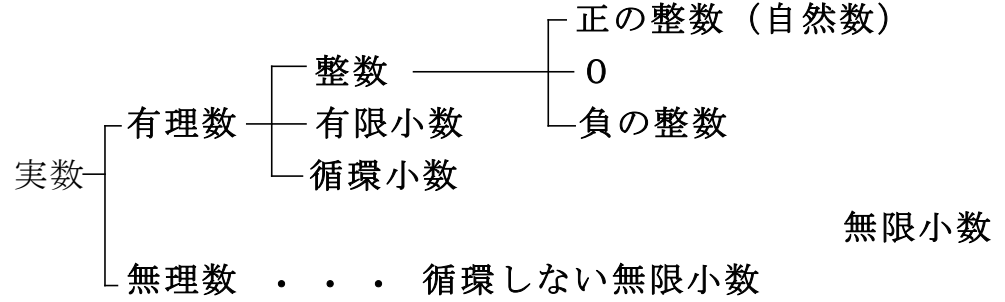 正の整数（自然数）
整数 0
有理数 有限小数 負の整数
実数 循環小数
無限小数
無理数 ・・・ 循環しない無限小数